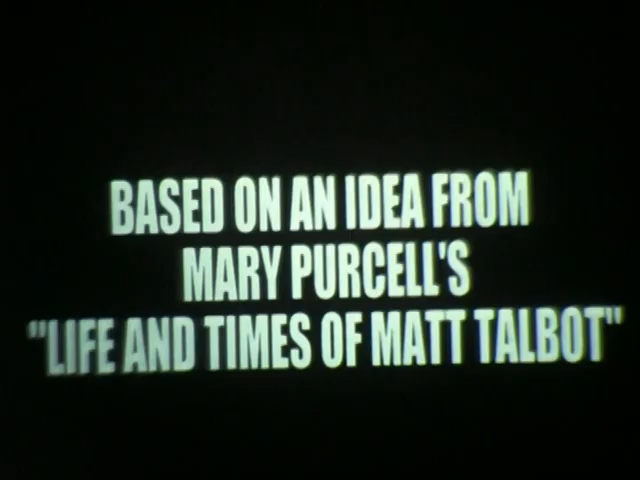 BASED ON AN IDEA FROM
MARY PURCELL'S
"LIFE AND TIMES OF MATT TALBOT"